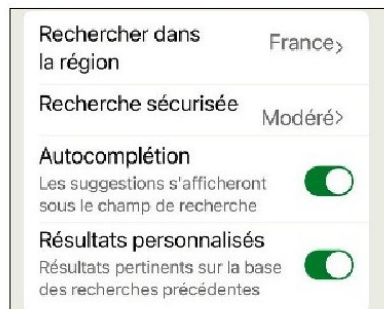 Rechercher dans
la région
France>
Recherche sécurisée
Modéré>
Autocomplétion
Les suggestions s'afficheront
sous le champ de recherche
Résultats personnalisés
Résultats pertinents sur la base
des recherches précédentes